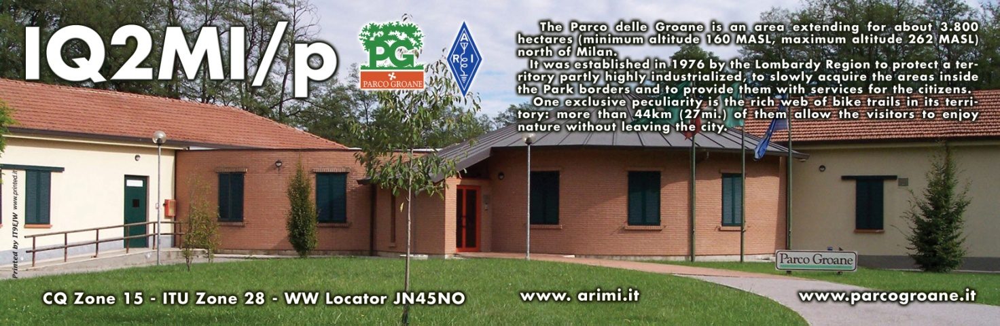 IQ2MI/p
PG
PARCO GROANE
A
R I
The Parco delle Groane is an area extending for about 3.800
hectares (minimum altitude 160 MASL, maximum altitude 262 MASL)
north of Milan.
It was established in 1976 by the Lombardy Region to protect a ter-
ritory partly highly industrialized, to slowly acquire the areas inside
the Park borders and to provide them with services for the citizens.
One exclusive peculiarity is the rich web of bike trails in its terri-
tory: more than 44km (27mi.) of them allow the visitors to enjoy
nature without leaving the city.
Printed by IT9EJW www.printed.it
Parco Groane
CQ Zone 15 - ITU Zone 28 - WW Locator JN45NO
www. arimi.it
www.parcogroane.it